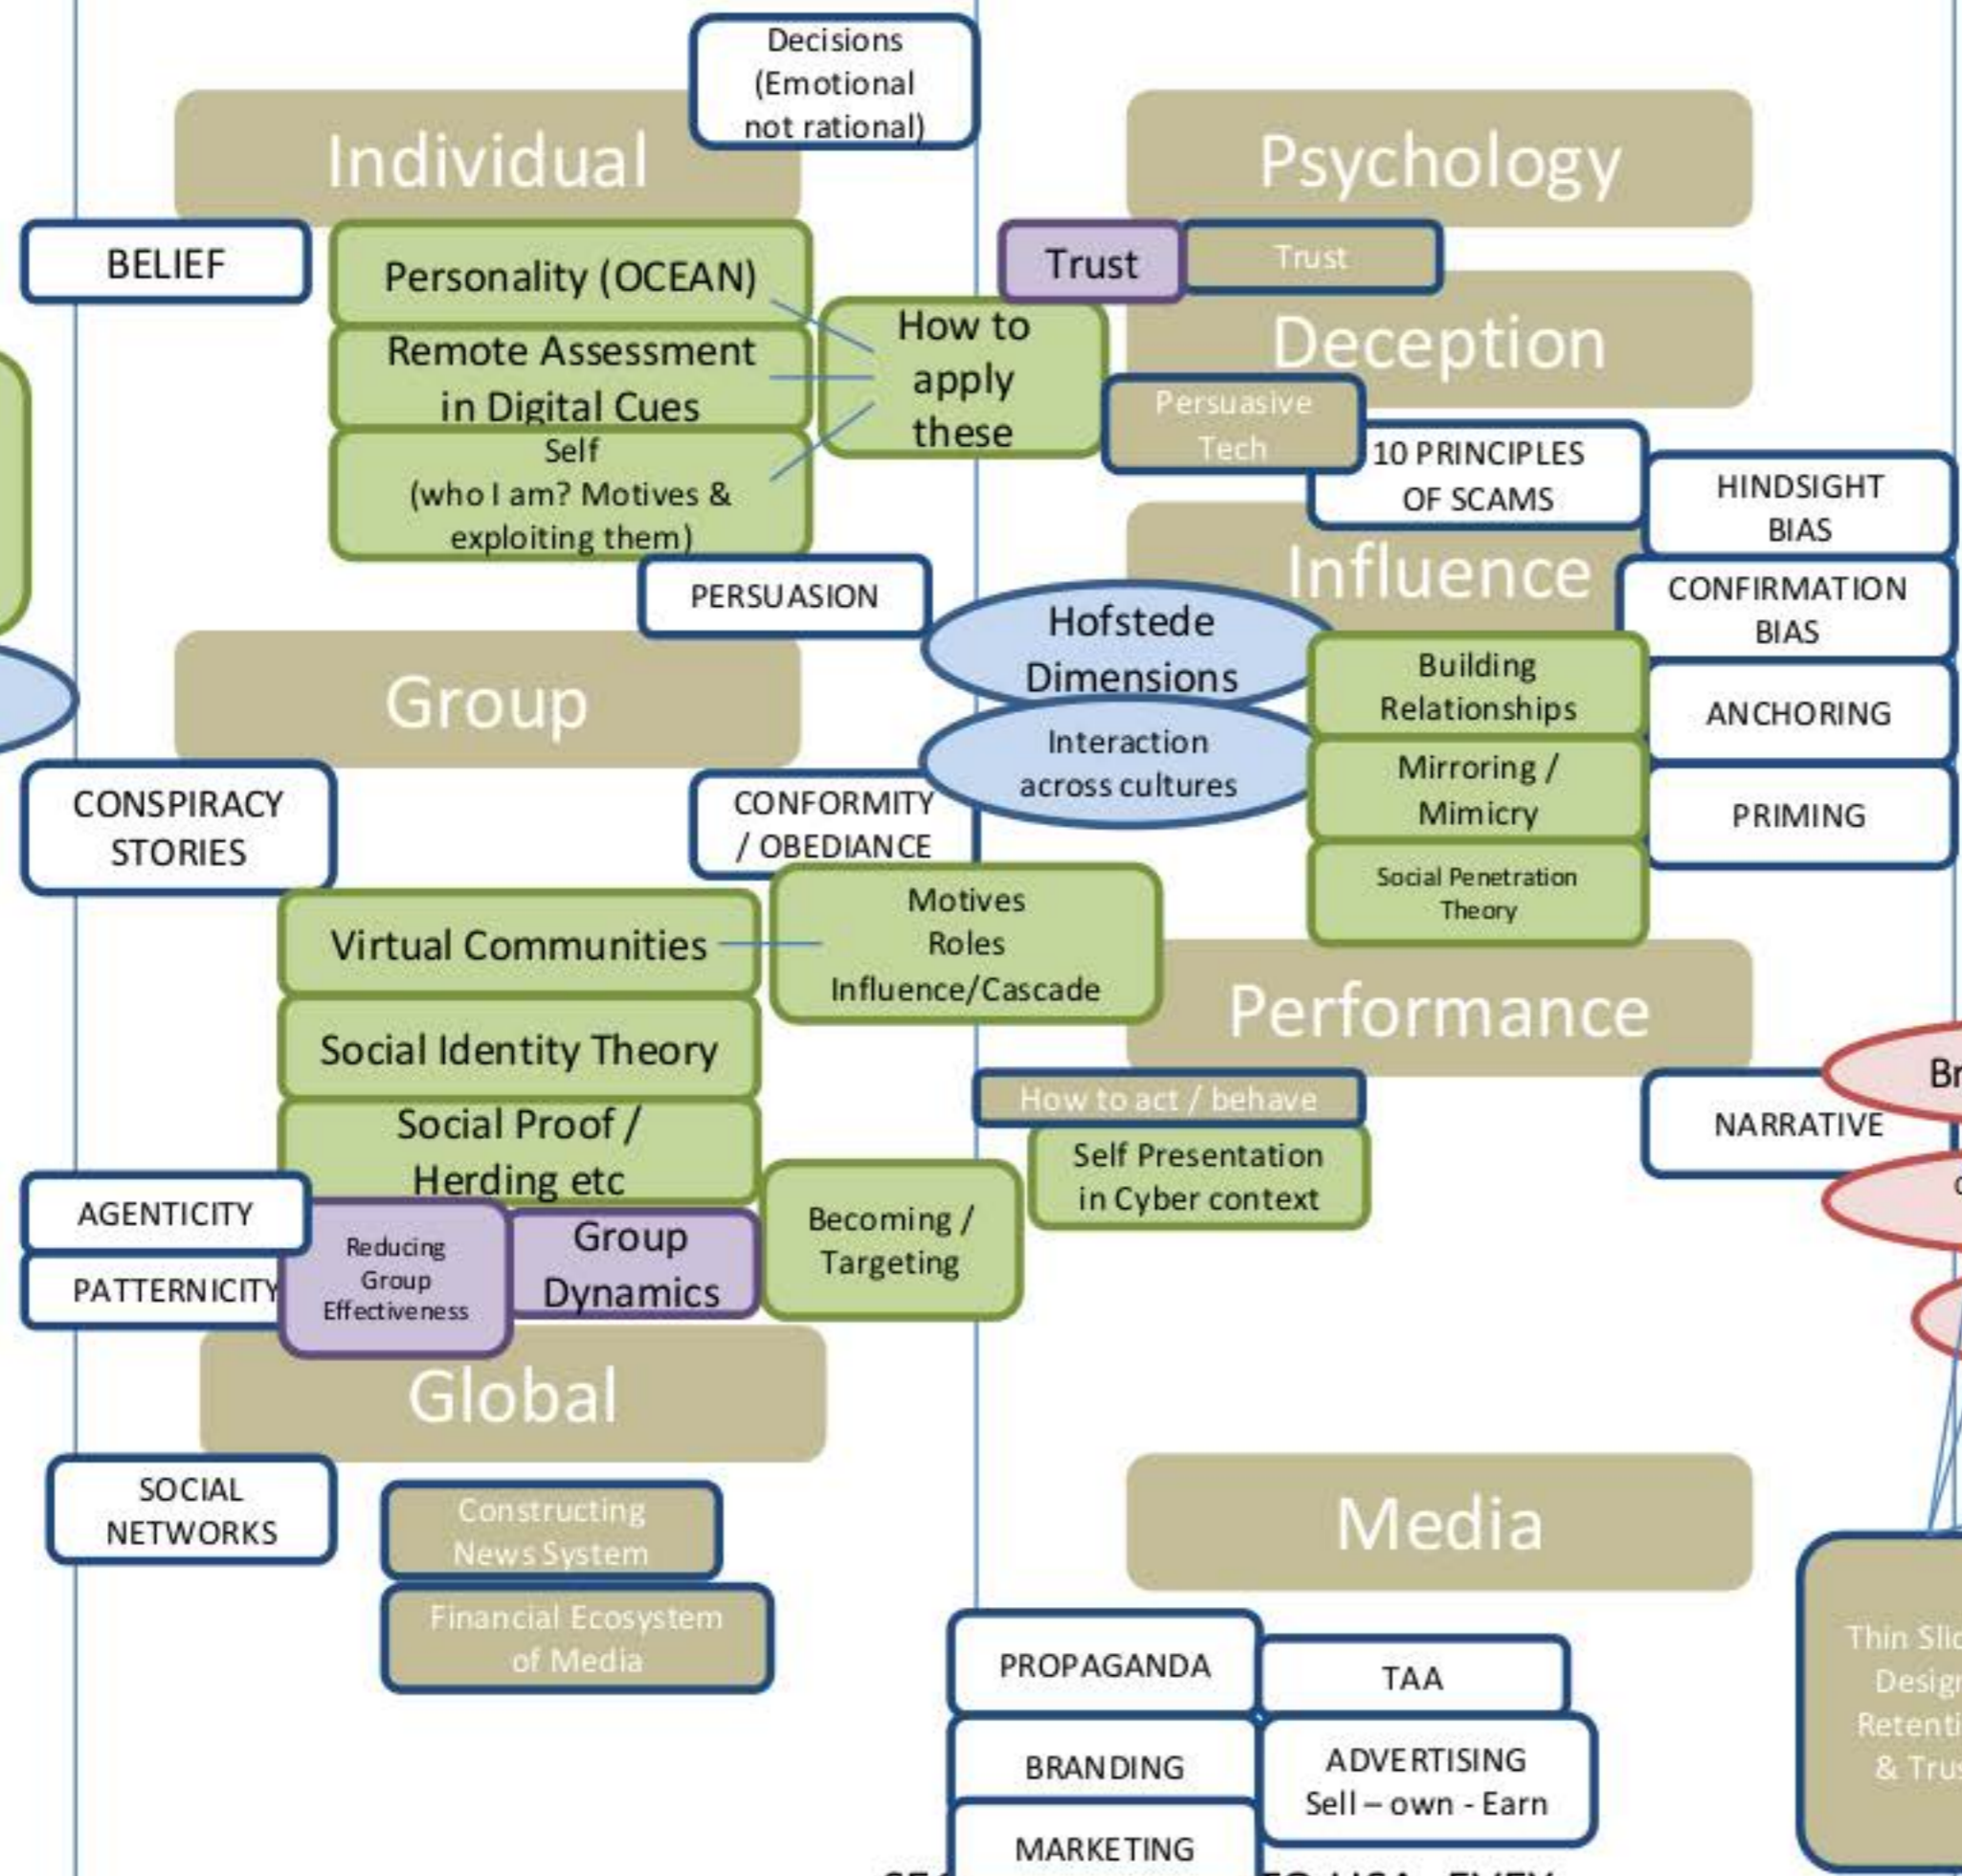 Decisions
(Emotional
not rational)
Individual
Psychology
BELIEF
Personality (OCEAN)
Trust
Trust
How to
apply
these
Remote Assessment
in Digital Cues
Deception
Persuasive
Tech
Self
(who I am? Motives &
exploiting them)
10 PRINCIPLES
OF SCAMS
HINDSIGHT
BIAS
PERSUASION
Influence
CONFIRMATION
BIAS
Hofstede
Dimensions
Building
Relationships
Group
ANCHORING
Interaction
across cultures
Mirroring /
Mimicry
PRIMING
CONSPIRACY
STORIES
CONFORMITY
/ OBEDIANCE
Social Penetration
Theory
Motives
Roles
Influence/Cascade
Virtual Communities
Performance
Social Identity Theory
How to act / behave
NARRATIVE
Social Proof /
Herding etc
Self Presentation
in Cyber context
AGENTICITY
Becoming /
Targeting
Reducing
Group
Effectiveness
Group
Dynamics
PATTERNICITY
Global
SOCIAL
NETWORKS
Constructing
News System
Media
Financial Ecosystem
of Media
PROPAGANDA
TAA
Thin
Design
&
BRANDING
ADVERTISING
Sell – own - Earn
MARKETING